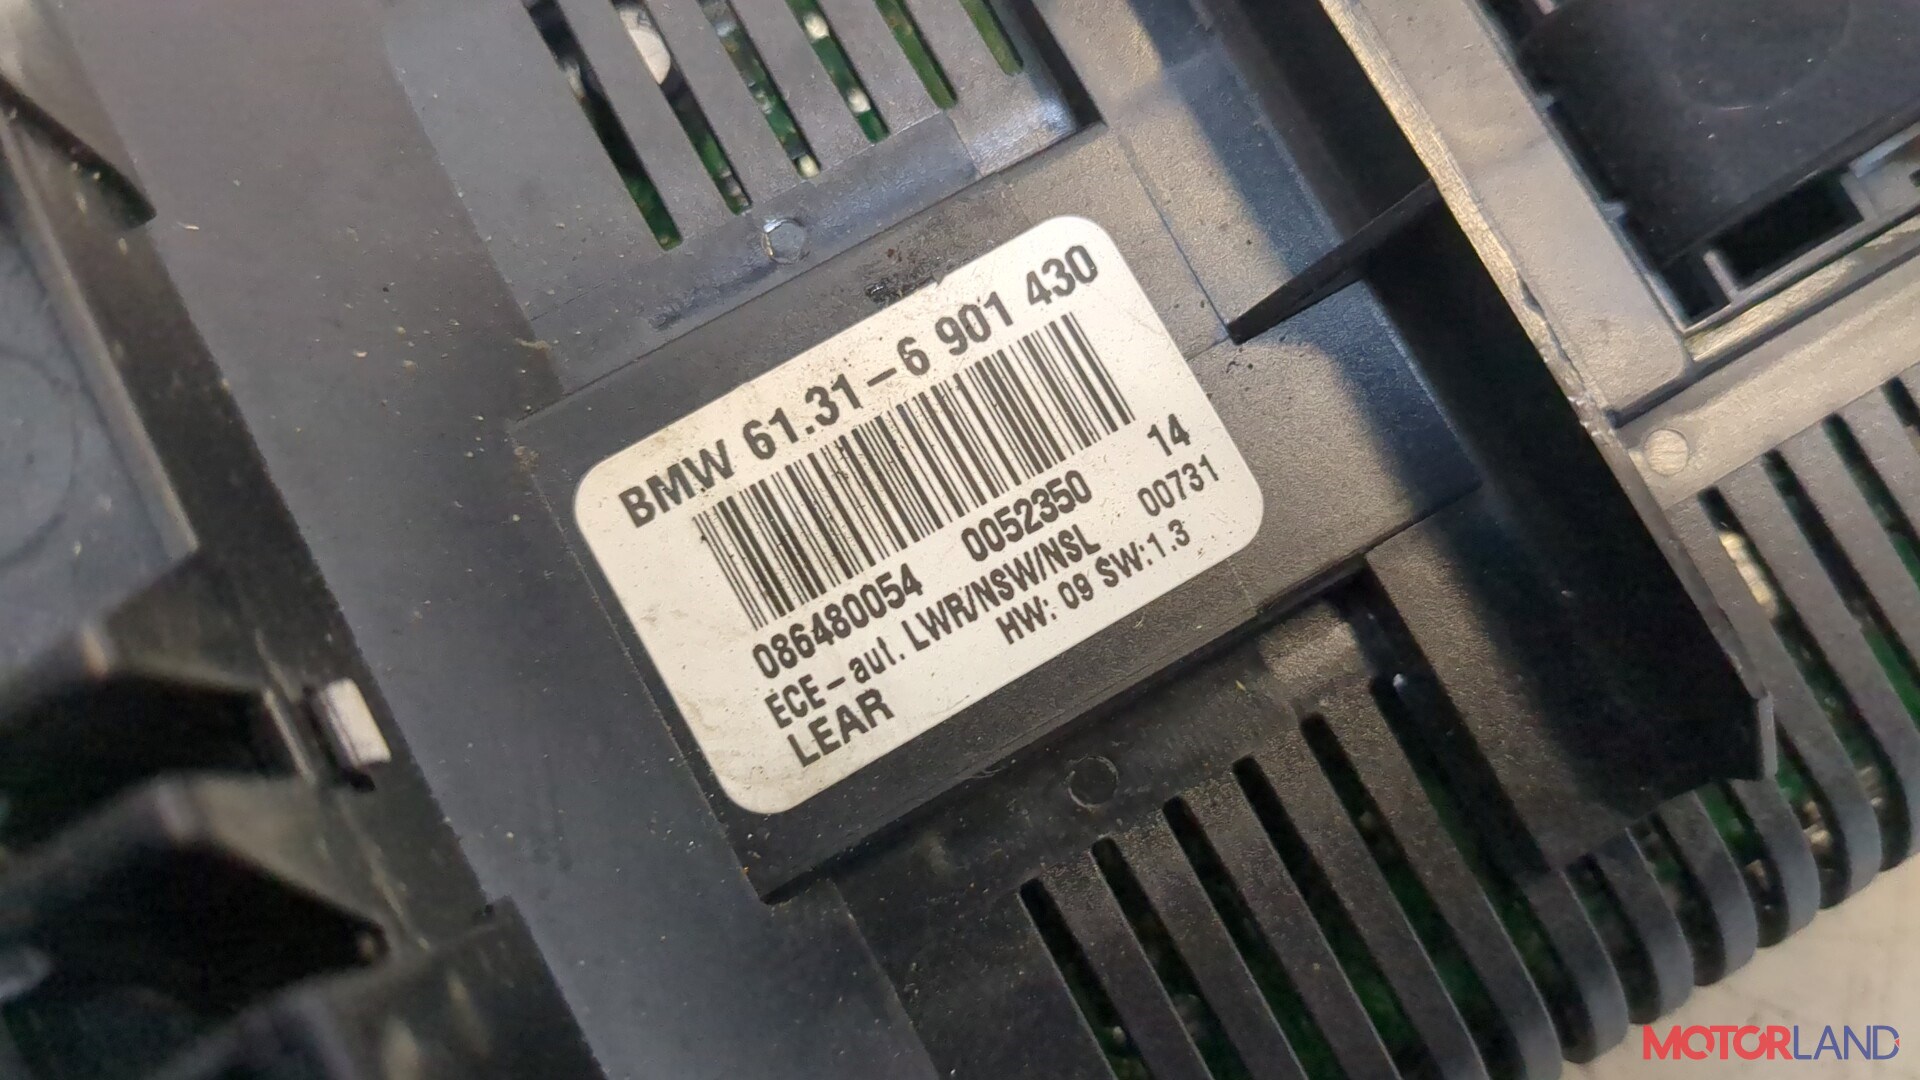 BMW 61.31-6 901 430
086480054 0052350 14
ECE-aut. LWR/NSW/NSL 00731
LEAR HW: 09 SW:1.3
MOTORLAND